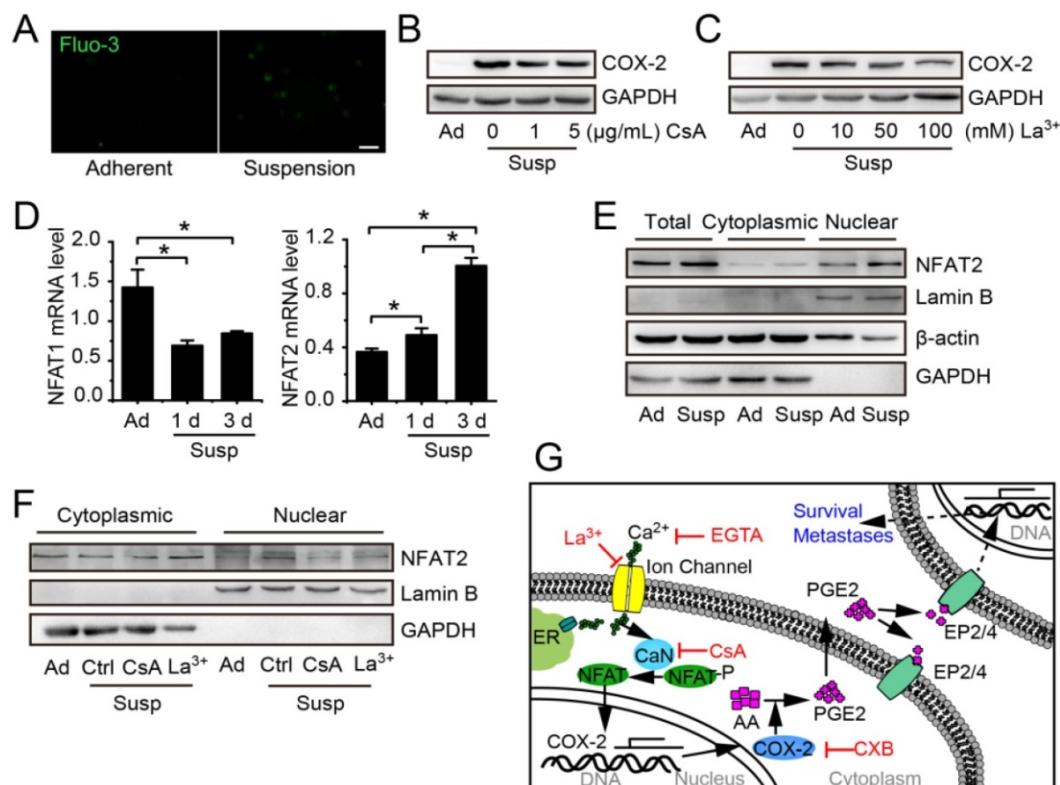 A
Fluo-3
Adherent
Suspension
B
COX-2
GAPDH
Ad 0 1 5 (μg/mL) CsA
Susp
C
COX-2
GAPDH
Ad 0 10 50 100 (mM) La³⁺
Susp
D
NFAT1 mRNA level
2.0
1.5
1.0
0.5
0.0
* *
Ad 1 d 3 d
Susp
NFAT2 mRNA level
1.2
0.8
0.4
0.0
* * *
Ad 1 d 3 d
Susp
E
Total Cytoplasmic Nuclear
NFAT2
Lamin B
β-actin
GAPDH
Ad Susp Ad Susp Ad Susp
F
Cytoplasmic Nuclear
NFAT2
Lamin B
GAPDH
Ad Ctrl CsA La³⁺ Ad Ctrl CsA La³⁺
Susp Susp
G
Survival
Metastases
DNA
La³⁺
Ca²⁺
EGTA
Ion Channel
PGE2
EP2/4
ER
CaN
CsA
EP2/4
NFAT
NFAT-P
AA
PGE2
COX-2
COX-2
CXB
DNA
Nucleus
Cytoplasm